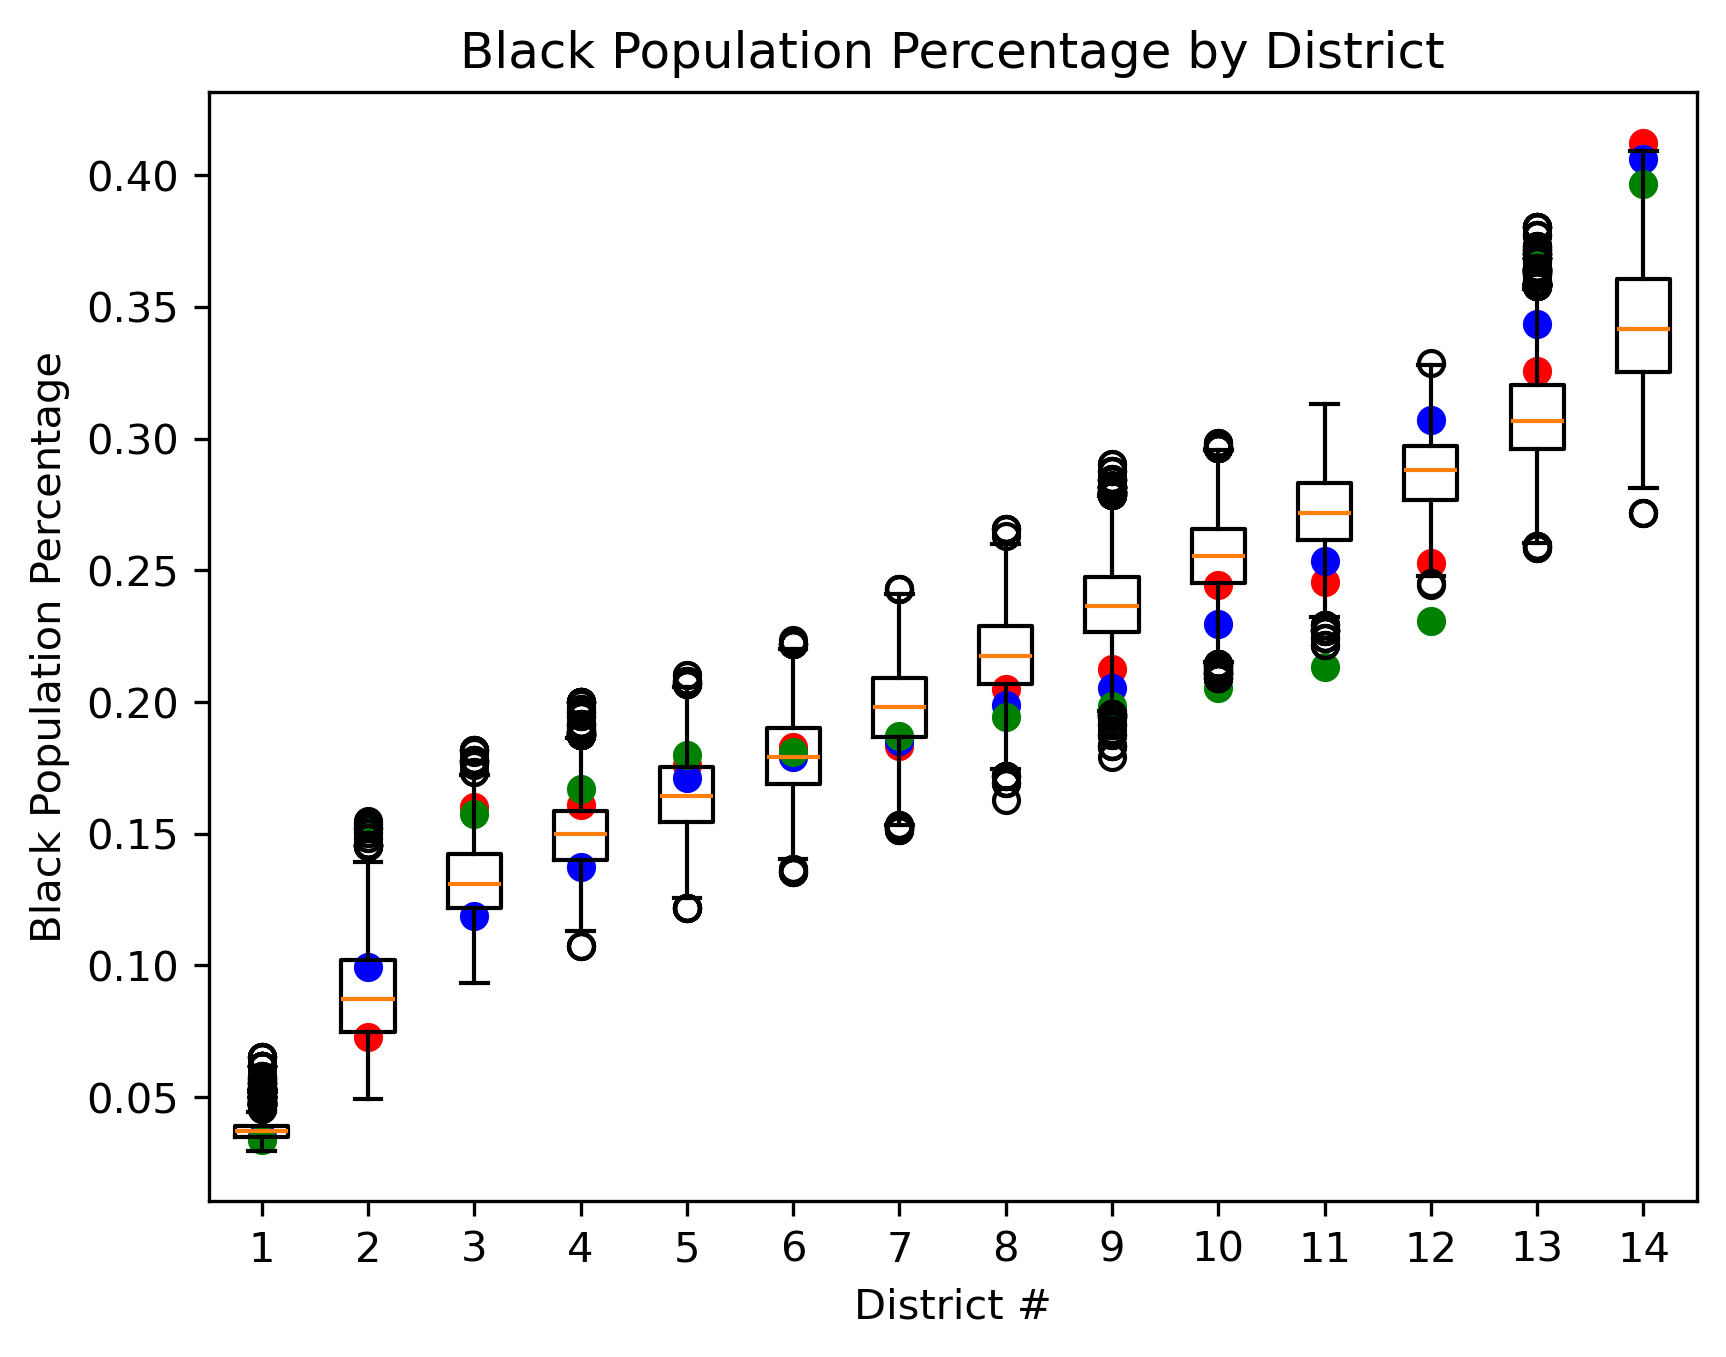 Black Population Percentage by District
Black Population Percentage
0.40
0.35
0.30
0.25
0.20
0.15
0.10
0.05
1 2 3 4 5 6 7 8 9 10 11 12 13 14
District #